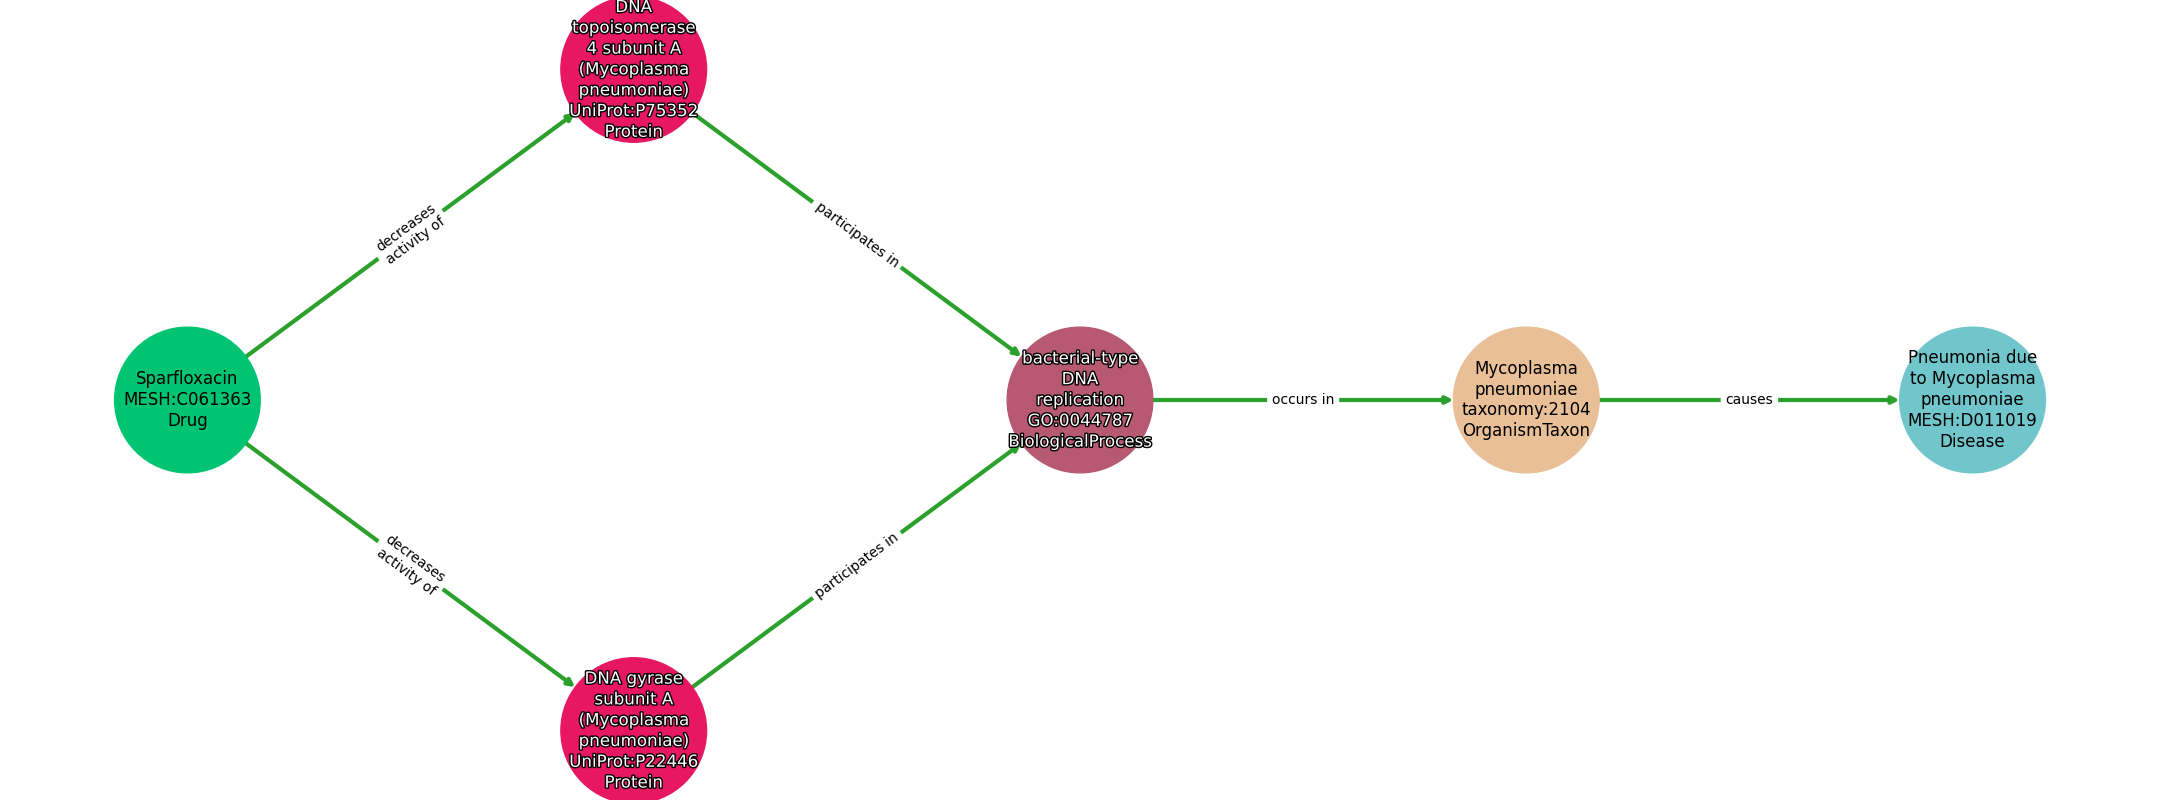 DNA
topoisomerase
4 subunit A
(Mycoplasma
pneumoniae)
UniProt:P75352
Protein
decreases
activity of
participates in
Sparfloxacin
MESH:C061363
Drug
bacterial-type
DNA
replication
GO:0044787
BiologicalProcess
occurs in
Mycoplasma
pneumoniae
taxonomy:2104
OrganismTaxon
causes
Pneumonia due
to Mycoplasma
pneumoniae
MESH:D011019
Disease
decreases
activity of
participates in
DNA gyrase
subunit A
(Mycoplasma
pneumoniae)
UniProt:P22446
Protein